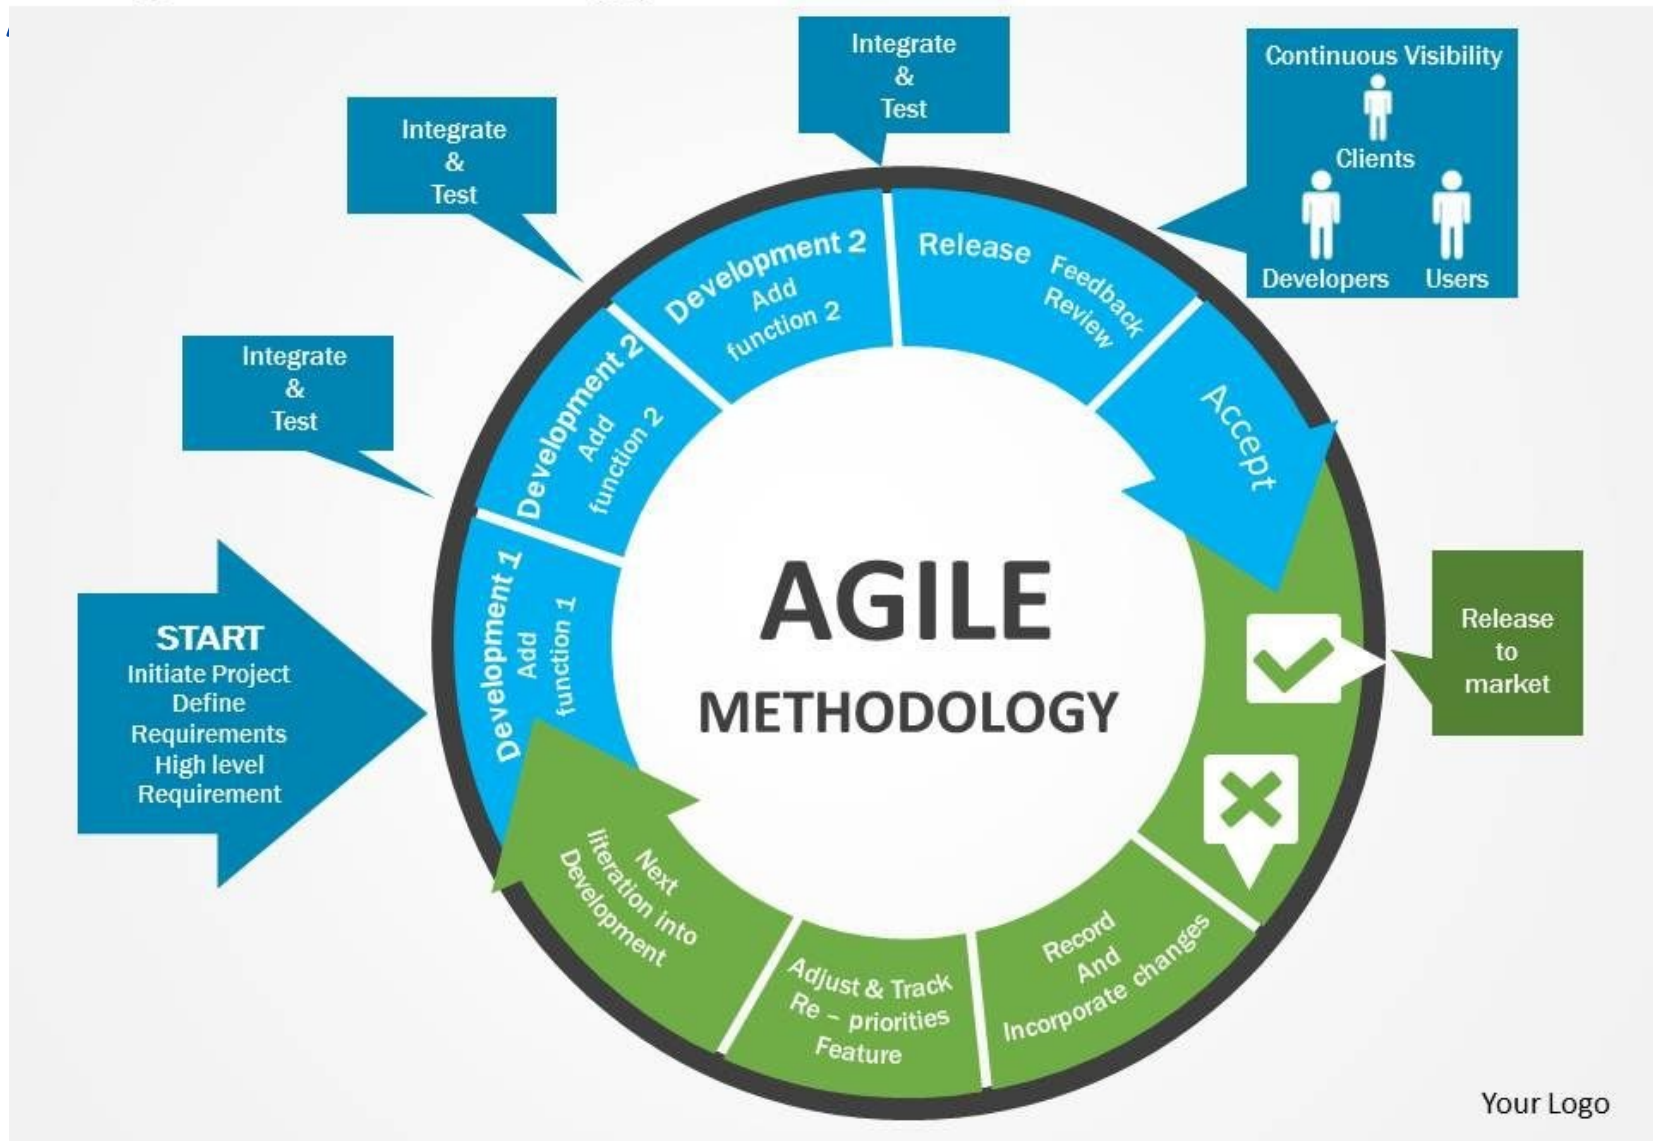 Integrate
&
Test
Integrate
&
Test
Integrate
&
Test
Continuous Visibility
Clients
Developers Users
START
Initiate Project
Define
Requirements
High level
Requirement
Development 1
Add
function 1
Development 2
Add
function 2
Development 2
Add
function 2
Release
Feedback
Review
Accept
AGILE
METHODOLOGY
Release
to
market
Record
And
Incorporate changes
Adjust & Track
Re – priorities
Feature
Next
literation into
Development
Your Logo